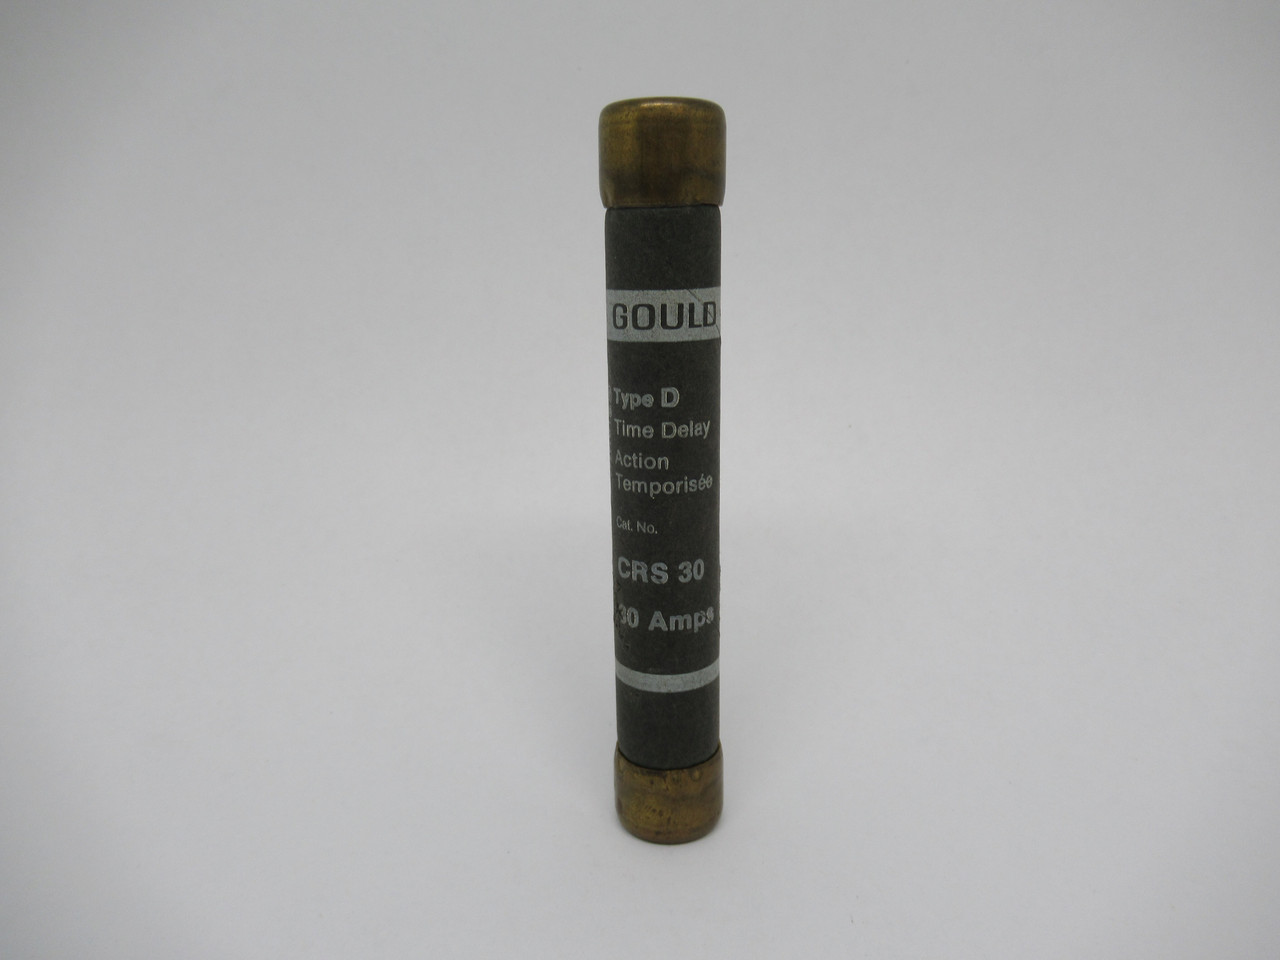 GOULD
Type D
Time Delay
Action
Temporisée
Cat. No.
CRS 30
30 Amps